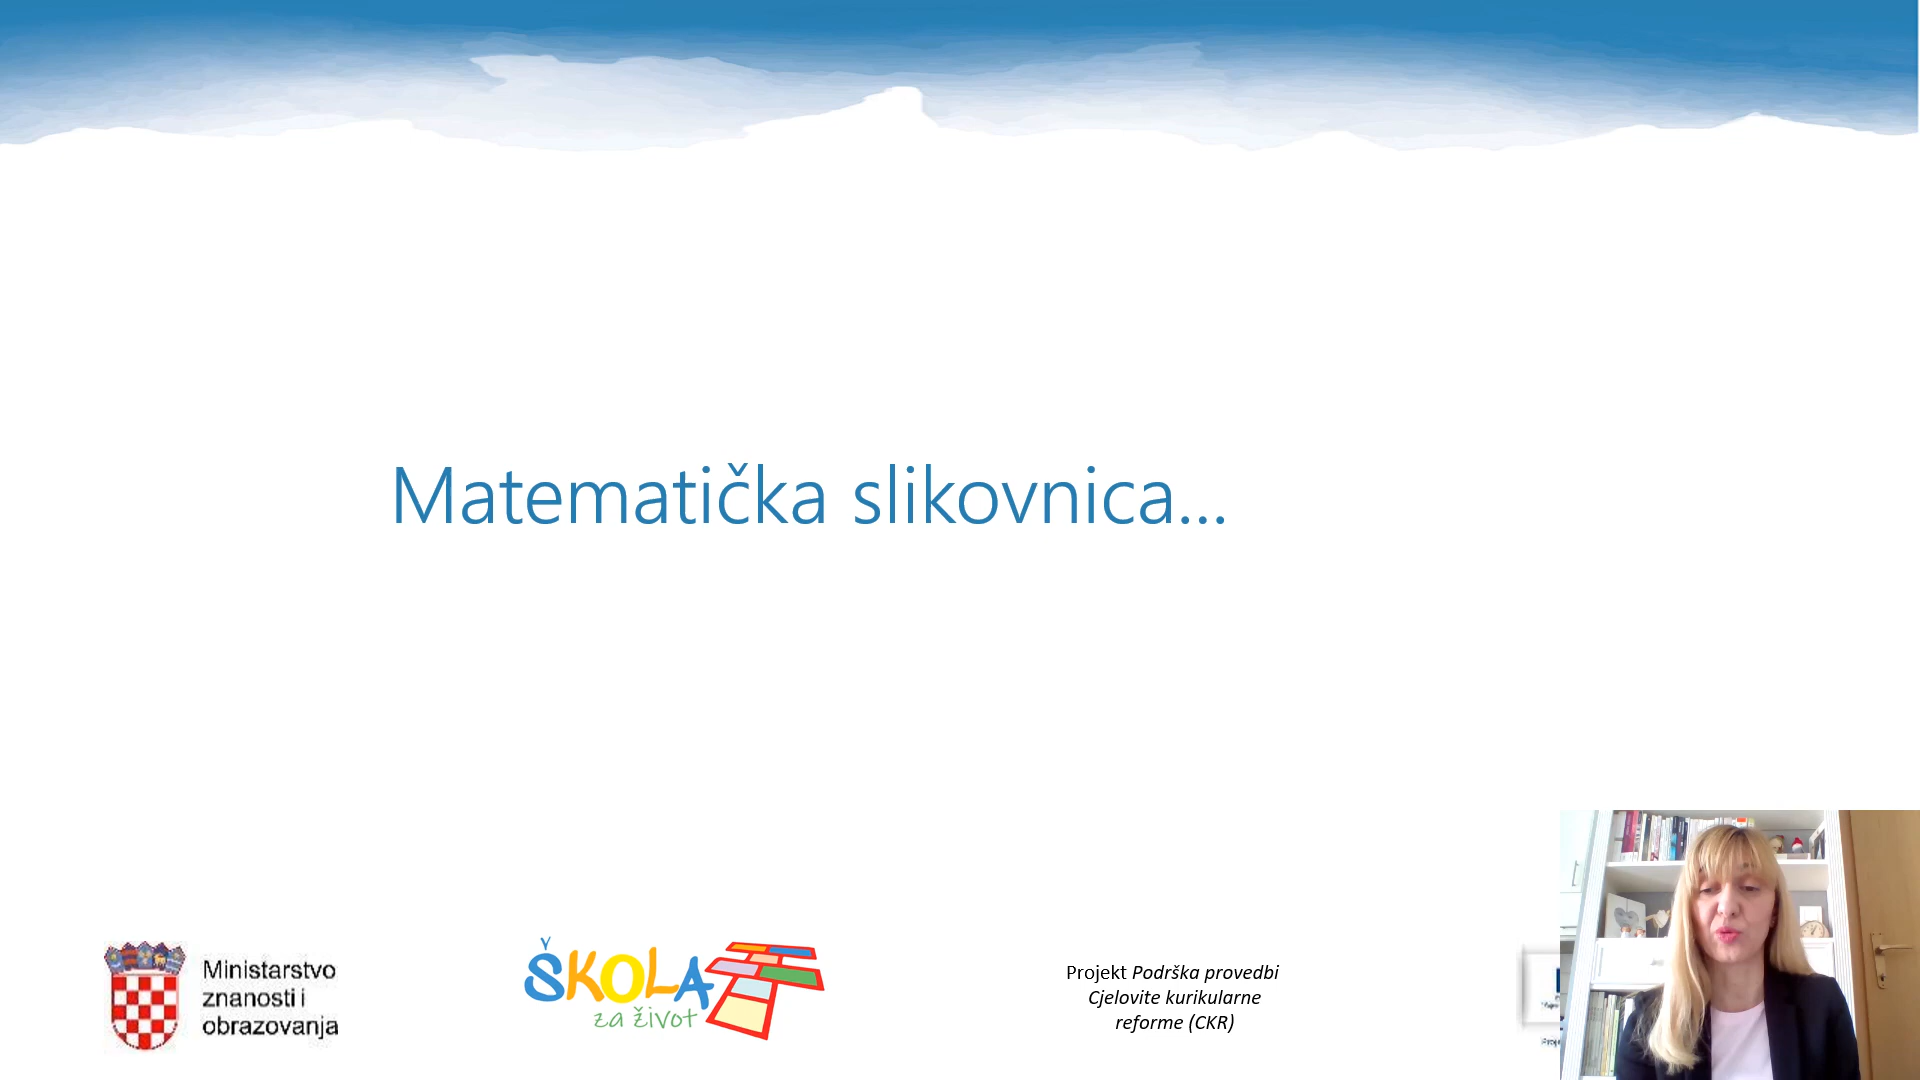 Matematička slikovnica...
Ministarstvo
znanosti i
obrazovanja
ŠKOLA
za život
Projekt Podrška provedbi
Cjelovite kurikularne
reforme (CKR)